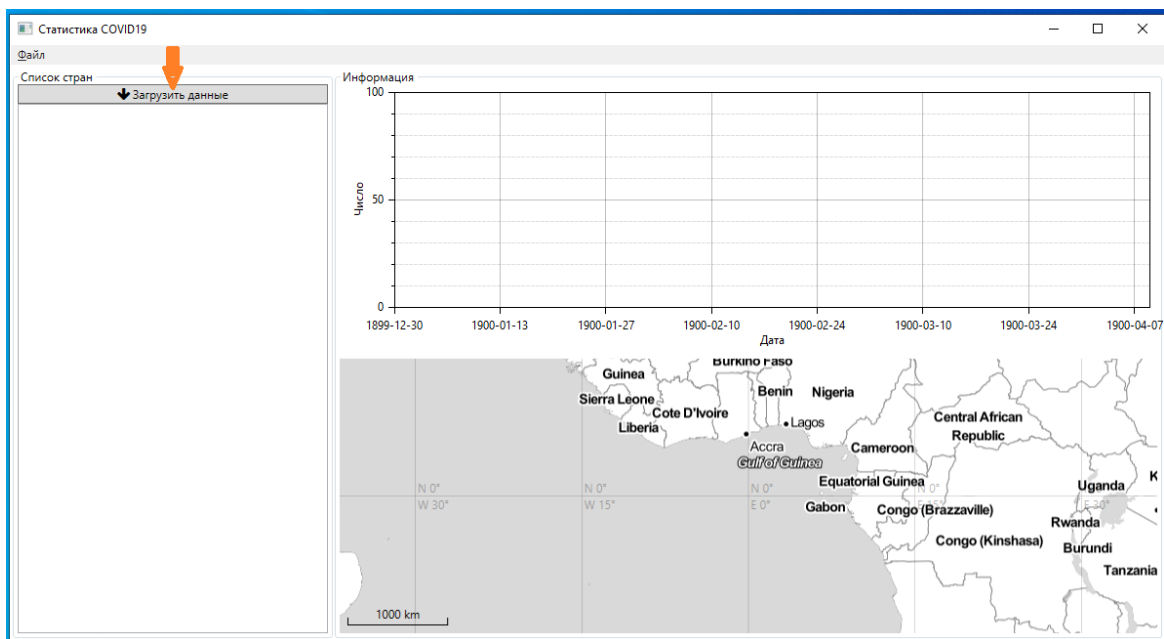 Статистика COVID19
Файл
Список стран
Загрузить данные
Информация
100
50
0
Число
1899-12-30 1900-01-13 1900-01-27 1900-02-10 1900-02-24 1900-03-10 1900-03-24 1900-04-07
Дата
Burkino Faso
Guinea
Benin Nigeria
Sierra Leone
Cote D'Ivoire
Liberia
Lagos
Central African
Republic
Accra
Cameroon
Gulf of Guinea
Equatorial Guinea
Uganda
K
N 0° N 0° N 0° N 0°
W 30° W 15° E 0° E 15° E 30°
Gabon
Congo (Brazzaville)
Rwanda
Congo (Kinshasa)
Burundi
Tanzania
1000 km